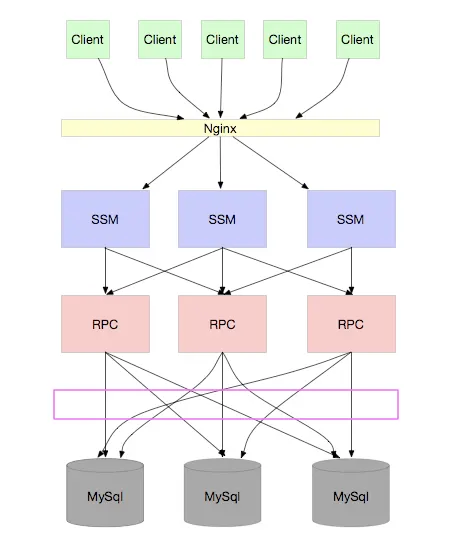 Client Client Client Client Client
Nginx
SSM SSM SSM
RPC RPC RPC
MySql MySql MySql